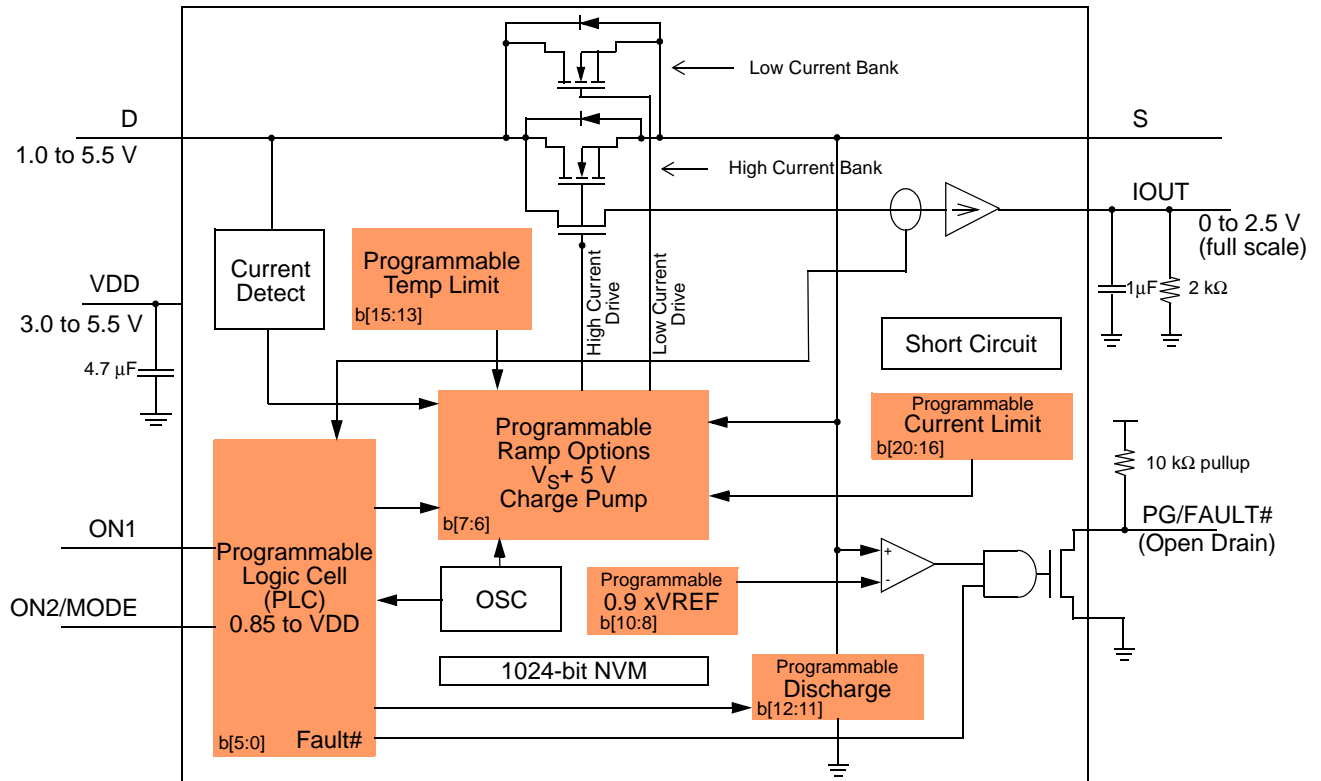 Low Current Bank
D
S
1.0 to 5.5 V
High Current Bank
IOUT
0 to 2.5 V
(full scale)
Current
Detect
Programmable
Temp Limit
b[15:13]
High Current
Drive
Low Current
Drive
VDD
3.0 to 5.5 V
1μF
2 kΩ
4.7 μF
Short Circuit
Programmable
Current Limit
b[20:16]
Programmable
Ramp Options
VS+ 5 V
Charge Pump
b[7:6]
10 kΩ pullup
ON1
PG/FAULT#
(Open Drain)
Programmable
Logic Cell
(PLC)
0.85 to VDD
+
-
ON2/MODE
OSC
Programmable
0.9 xVREF
b[10:8]
1024-bit NVM
Programmable
Discharge
b[12:11]
b[5:0]
Fault#